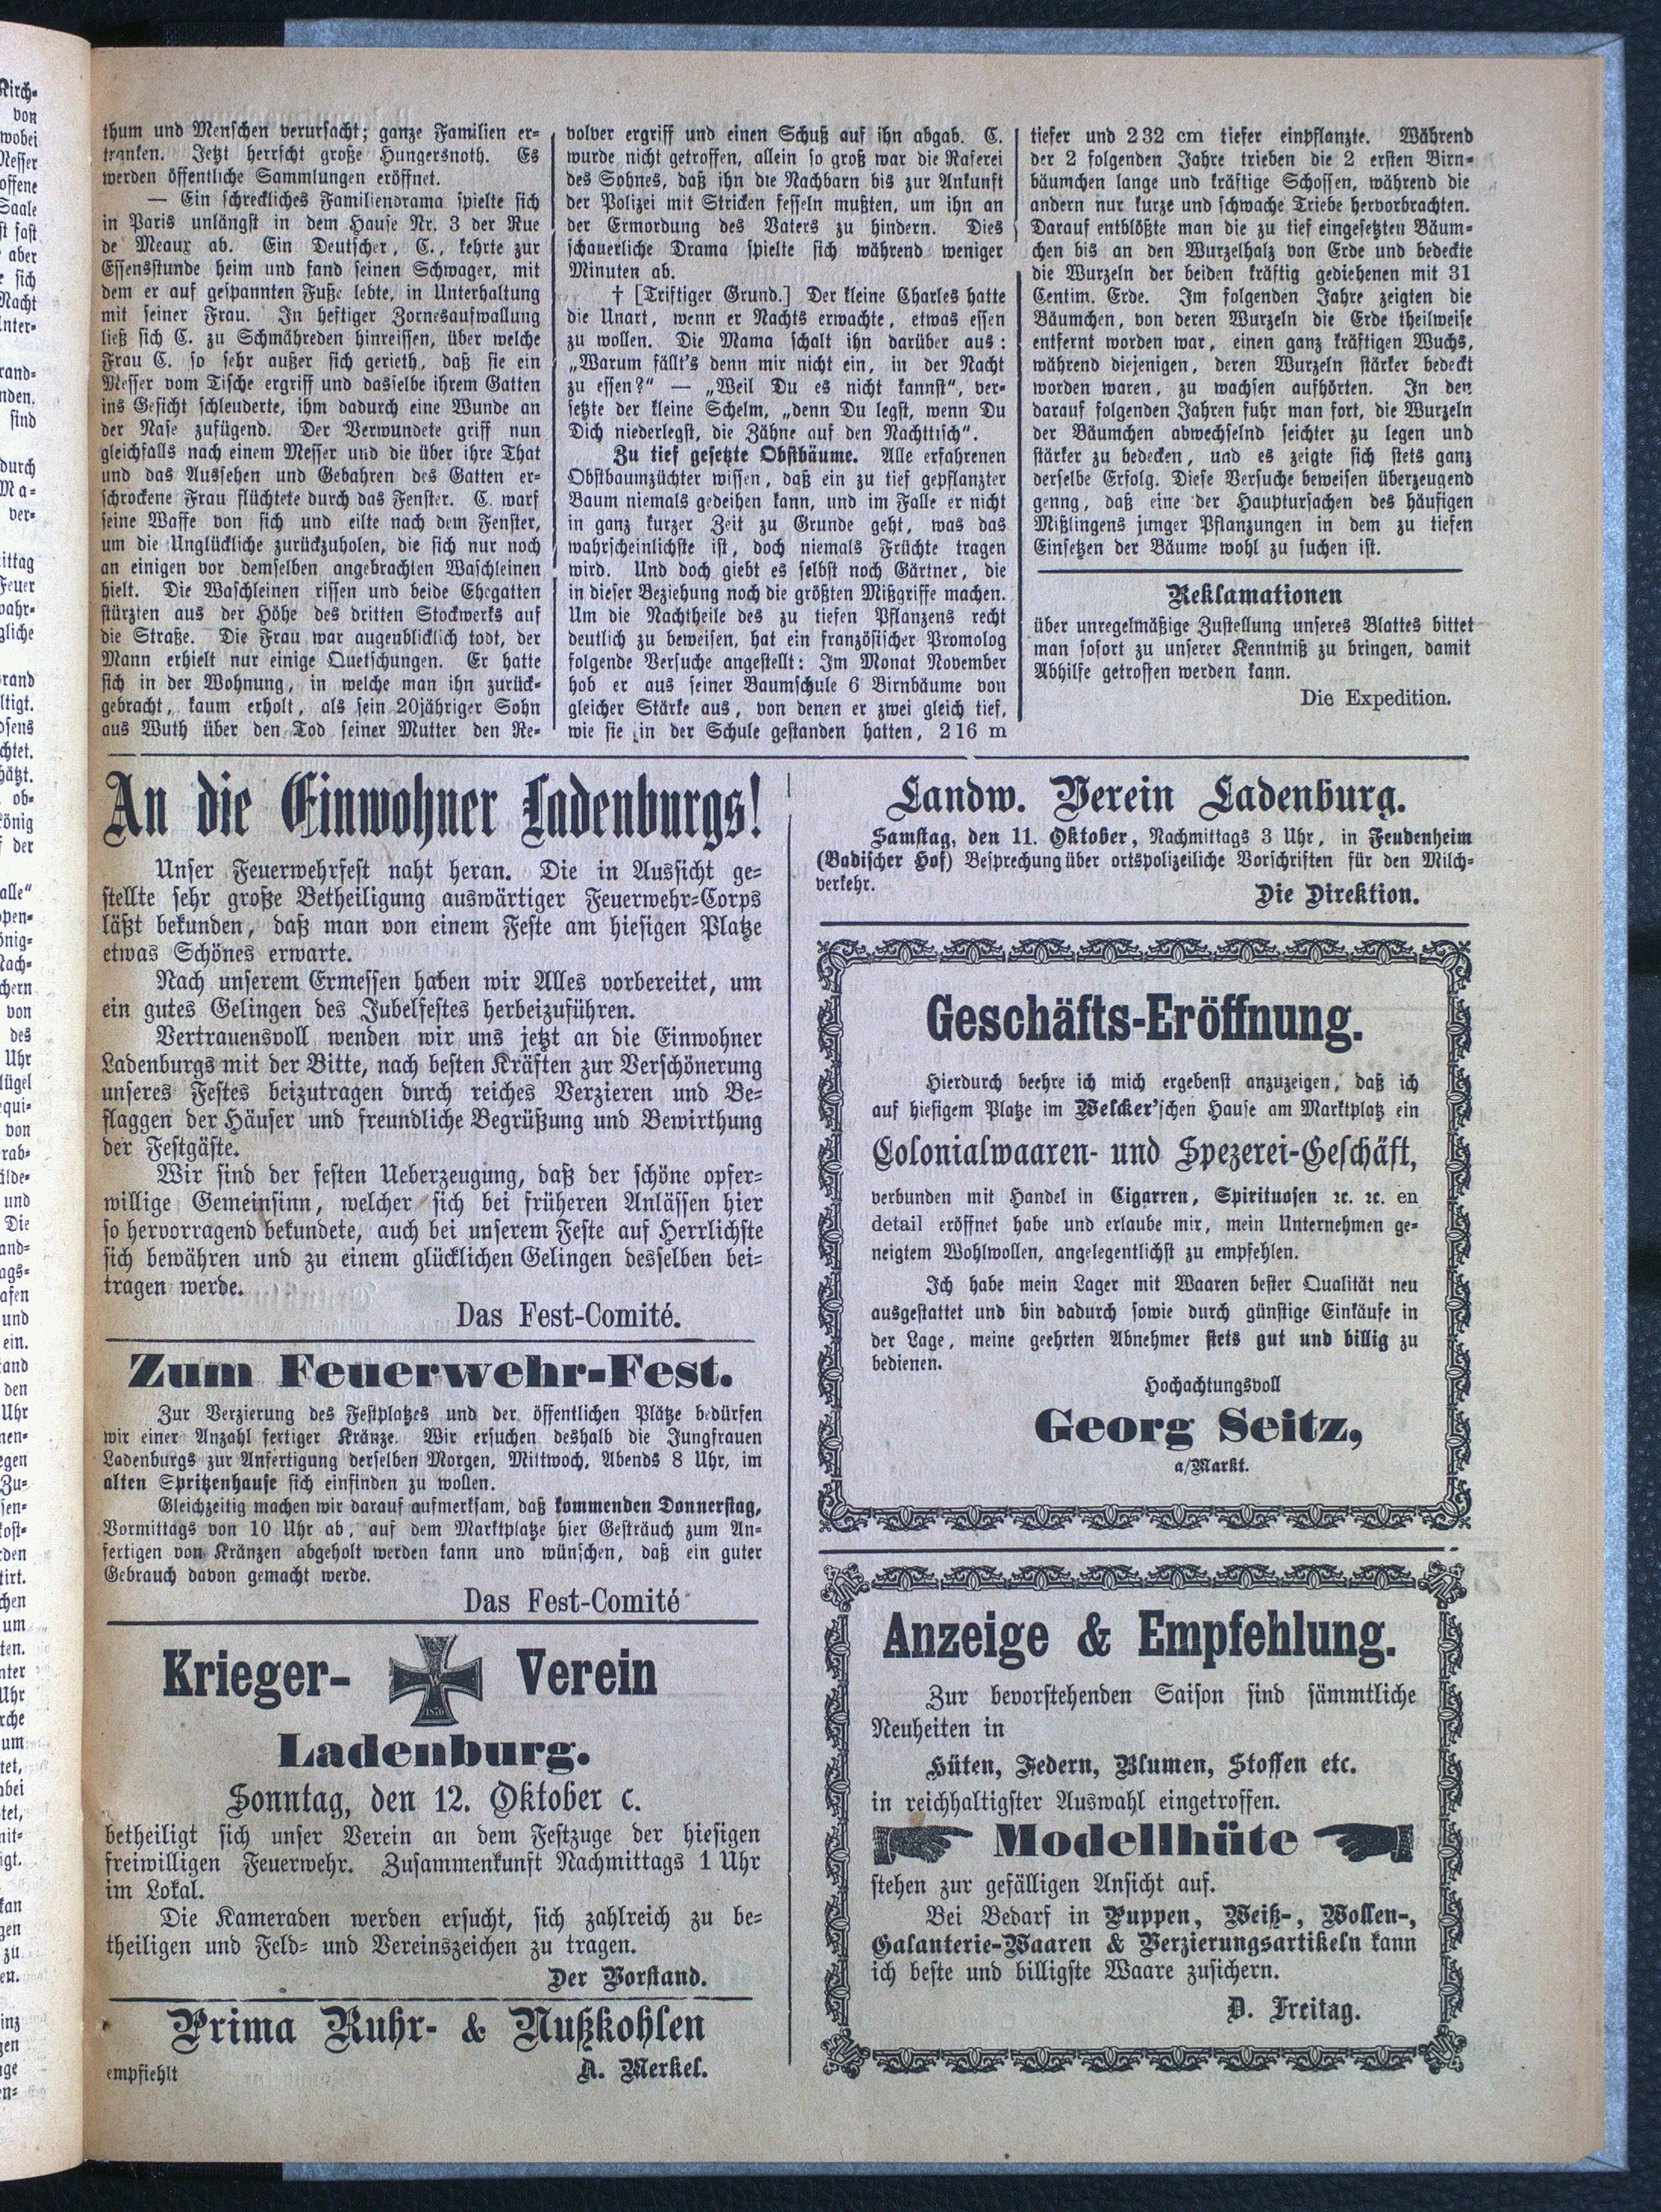 thum und Menschen verursacht; ganze Familien er-
tranken. Jetzt herrscht große Hungersnoth. Es
werden öffentliche Sammlungen eröffnet.
— Ein schreckliches Familiendrama spielte sich
in Paris unlängst in dem Hause Nr. 3 der Rue
de Meaux ab. Ein Deutscher, C., kehrte zur
Essensstunde heim und fand seinen Schwager, mit
dem er auf gespannten Fuße lebte, in Unterhaltung
mit seiner Frau. In heftiger Zornesaufwallung
ließ sich C. zu Schmähreden hinreissen, über welche
Frau C. so sehr außer sich gerieth, daß sie ein
Messer vom Tische ergriff und dasselbe ihrem Gatten
ins Gesicht schleuderte, ihm dadurch eine Wunde an
der Nase zufügend. Der Verwundete griff nun
gleichfalls nach einem Messer und die über ihre That
und das Aussehen und Gebahren des Gatten er-
schrockene Frau flüchtete durch das Fenster. C. warf
seine Waffe von sich und eilte nach dem Fenster,
um die Unglückliche zurückzuholen, die sich nur noch
an einigen vor demselben angebrachten Waschleinen
hielt. Die Waschleinen rissen und beide Ehegatten
stürzten aus der Höhe des dritten Stockwerks auf
die Straße. Die Frau war augenblicklich todt, der
Mann erhielt nur einige Quetschungen. Er hatte
sich in der Wohnung, in welche man ihn zurück-
gebracht, kaum erholt, als sein 20jähriger Sohn
aus Wuth über den Tod seiner Mutter den Re-
volver ergriff und einen Schuß auf ihn abgab. C.
wurde nicht getroffen, allein so groß war die Raserei
des Sohnes, daß ihn die Nachbarn bis zur Ankunft
der Polizei mit Stricken fesseln mußten, um ihn an
der Ermordung des Vaters zu hindern. Dies
schauerliche Drama spielte sich während weniger
Minuten ab.
† [Triftiger Grund.] Der kleine Charles hatte
die Unart, wenn er Nachts erwachte, etwas essen
zu wollen. Die Mama schalt ihn darüber aus:
„Warum fällt's denn mir nicht ein, in der Nacht
zu essen?“ — „Weil Du es nicht kannst“, ver-
setzte der kleine Schelm, „denn Du legst, wenn Du
Dich niederlegst, die Zähne auf den Nachttisch“.
Zu tief gesetzte Obstbäume. Alle erfahrenen
Obstbaumzüchter wissen, daß ein zu tief gepflanzter
Baum niemals gedeihen kann, und im Falle er nicht
in ganz kurzer Zeit zu Grunde geht, was das
wahrscheinlichste ist, doch niemals Früchte tragen
wird. Und doch giebt es selbst noch Gärtner, die
in dieser Beziehung noch die größten Mißgriffe machen.
Um die Nachtheile des zu tiefen Pflanzens recht
deutlich zu beweisen, hat ein französischer Promolog
folgende Versuche angestellt: Im Monat November
hob er aus seiner Baumschule 6 Birnbäume von
gleicher Stärke aus, von denen er zwei gleich tief,
wie sie in der Schule gestanden hatten, 2 16 m
tiefer und 2 32 cm tiefer einpflanzte. Während
der 2 folgenden Jahre trieben die 2 ersten Birn-
bäumchen lange und kräftige Schossen, während die
andern nur kurze und schwache Triebe hervorbrachten.
Darauf entblößte man die zu tief eingesetzten Bäum-
chen bis an den Wurzelhalz von Erde und bedeckte
die Wurzeln der beiden kräftig gediehenen mit 31
Centim. Erde. Im folgenden Jahre zeigten die
Bäumchen, von deren Wurzeln die Erde theilweise
entfernt worden war, einen ganz kräftigen Wuchs,
während diejenigen, deren Wurzeln stärker bedeckt
worden waren, zu wachsen aufhörten. In den
darauf folgenden Jahren fuhr man fort, die Wurzeln
der Bäumchen abwechselnd seichter zu legen und
stärker zu bedecken, und es zeigte sich stets ganz
derselbe Erfolg. Diese Versuche beweisen überzeugend
genng, daß eine der Hauptursachen des häufigen
Mißlingens junger Pflanzungen in dem zu tiefen
Einsetzen der Bäume wohl zu suchen ist.
Reklamationen
über unregelmäßige Zustellung unseres Blattes bittet
man sofort zu unserer Kenntniß zu bringen, damit
Abhilfe getroffen werden kann.
Die Expedition.
An die Einwohner Ladenburgs!
Unser Feuerwehrfest naht heran. Die in Aussicht ge-
stellte sehr große Betheiligung auswärtiger Feuerwehr-Corps
läßt bekunden, daß man von einem Feste am hiesigen Platze
etwas Schönes erwarte.
Nach unserem Ermessen haben wir Alles vorbereitet, um
ein gutes Gelingen des Jubelfestes herbeizuführen.
Vertrauensvoll wenden wir uns jetzt an die Einwohner
Ladenburgs mit der Bitte, nach besten Kräften zur Verschönerung
unseres Festes beizutragen durch reiches Verzieren und Be-
flaggen der Häuser und freundliche Begrüßung und Bewirthung
der Festgäste.
Wir sind der festen Ueberzeugung, daß der schöne opfer-
willige Gemeinsinn, welcher sich bei früheren Anlässen hier
so hervorragend bekundete, auch bei unserem Feste auf Herrlichste
sich bewähren und zu einem glücklichen Gelingen desselben bei-
tragen werde.
Das Fest-Comité.
Zum Feuerwehr-Fest.
Zur Verzierung des Festplatzes und der öffentlichen Plätze bedürfen
wir einer Anzahl fertiger Kränze. Wir ersuchen deshalb die Jungfrauen
Ladenburgs zur Anfertigung derselben Morgen, Mittwoch, Abends 8 Uhr, im
alten Spritzenhause sich einfinden zu wollen.
Gleichzeitig machen wir darauf aufmerksam, daß kommenden Donnerstag,
Vormittags von 10 Uhr ab, auf dem Marktplatze hier Gesträuch zum An-
fertigen von Kränzen abgeholt werden kann und wünschen, daß ein guter
Gebrauch davon gemacht werde.
Das Fest-Comité
Krieger- Verein
1870
Ladenburg.
Sonntag, den 12. Oktober c.
betheiligt sich unser Verein an dem Festzuge der hiesigen
freiwilligen Feuerwehr. Zusammenkunft Nachmittags 1 Uhr
im Lokal.
Die Kameraden werden ersucht, sich zahlreich zu be-
theiligen und Feld- und Vereinszeichen zu tragen.
Der Vorstand.
Prima Ruhr- & Nußkohlen
empfiehlt A. Merkel.
Landw. Verein Ladenburg.
Samstag, den 11. Oktober, Nachmittags 3 Uhr, in Feudenheim
(Badischer Hof) Besprechung über ortspolizeiliche Vorschriften für den Milch-
verkehr.
Die Direktion.
Geschäfts-Eröffnung.
Hierdurch beehre ich mich ergebenst anzuzeigen, daß ich
auf hiesigem Platze im Welcker'schen Hause am Marktplatz ein
Colonialwaaren- und Spezerei-Geschäft,
verbunden mit Handel in Cigarren, Spirituosen ꝛc. ꝛc. en
detail eröffnet habe und erlaube mir, mein Unternehmen ge-
neigtem Wohlwollen, angelegentlichst zu empfehlen.
Ich habe mein Lager mit Waaren bester Qualität neu
ausgestattet und bin dadurch sowie durch günstige Einkäufe in
der Lage, meine geehrten Abnehmer stets gut und billig zu
bedienen.
Hochachtungsvoll
Georg Seitz,
a/Markt.
Anzeige & Empfehlung.
Zur bevorstehenden Saison sind sämmtliche
Neuheiten in
Hüten, Federn, Blumen, Stoffen etc.
in reichhaltigster Auswahl eingetroffen.
Modellhüte
stehen zur gefälligen Ansicht auf.
Bei Bedarf in Puppen, Weiß-, Wollen-,
Galanterie-Waaren & Verzierungsartikeln kann
ich beste und billigste Waare zusichern.
D. Freitag.